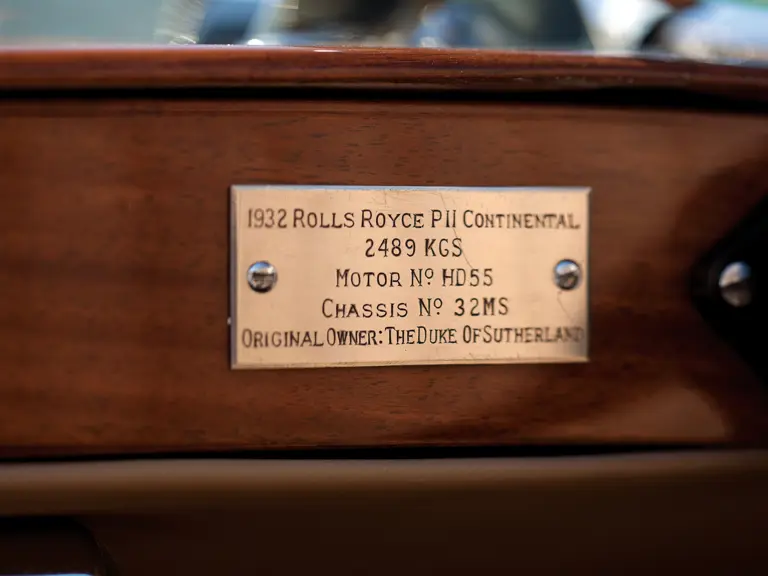 1932 ROLLS ROYCE PII CONTINENTAL
2489 KGS
MOTOR Nº HD55
CHASSIS Nº 32MS
ORIGINAL OWNER: THE DUKE OF SUTHERLAND